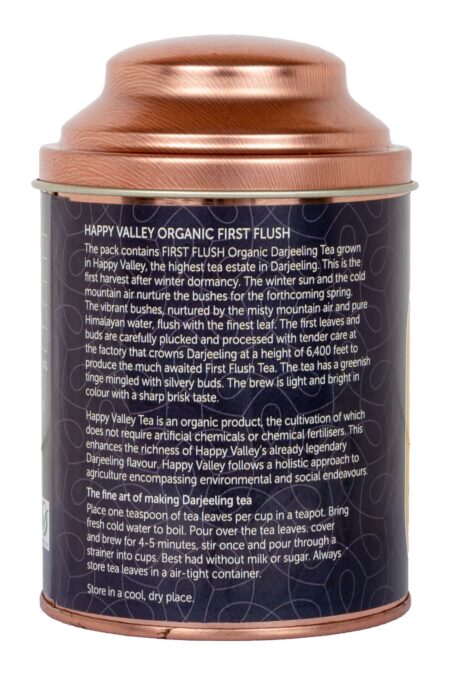 HAPPY VALLEY ORGANIC FIRST FLUSH
The pack contains FIRST FLUSH Organic Darjeeling Tea grown
in Happy Valley, the highest tea estate in Darjeeling. This is the
first harvest after winter dormancy. The winter sun and the cold
mountain air nurture the bushes for the forthcoming spring.
The vibrant bushes, nurtured by the misty mountain air and pure
Himalayan water, flush with the finest leaf. The first leaves and
buds are carefully plucked and processed with tender care at
the factory that crowns Darjeeling at a height of 6,400 feet to
produce the much awaited First Flush Tea. The tea has a greenish
tinge mingled with silvery buds. The brew is light and bright in
colour with a sharp brisk taste.
Happy Valley Tea is an organic product, the cultivation of which
does not require artificial chemicals or chemical fertilisers. This
enhances the richness of Happy Valley's already legendary
Darjeeling flavour. Happy Valley follows a holistic approach to
agriculture encompassing environmental and social endeavours.
The fine art of making Darjeeling tea
Place one teaspoon of tea leaves per cup in a teapot. Bring
fresh cold water to boil. Pour over the tea leaves. cover
and brew for 4-5 minutes, stir once and pour through a
strainer into cups. Best had without milk or sugar. Always
store tea leaves in an air-tight container.
Store in a cool, dry place.